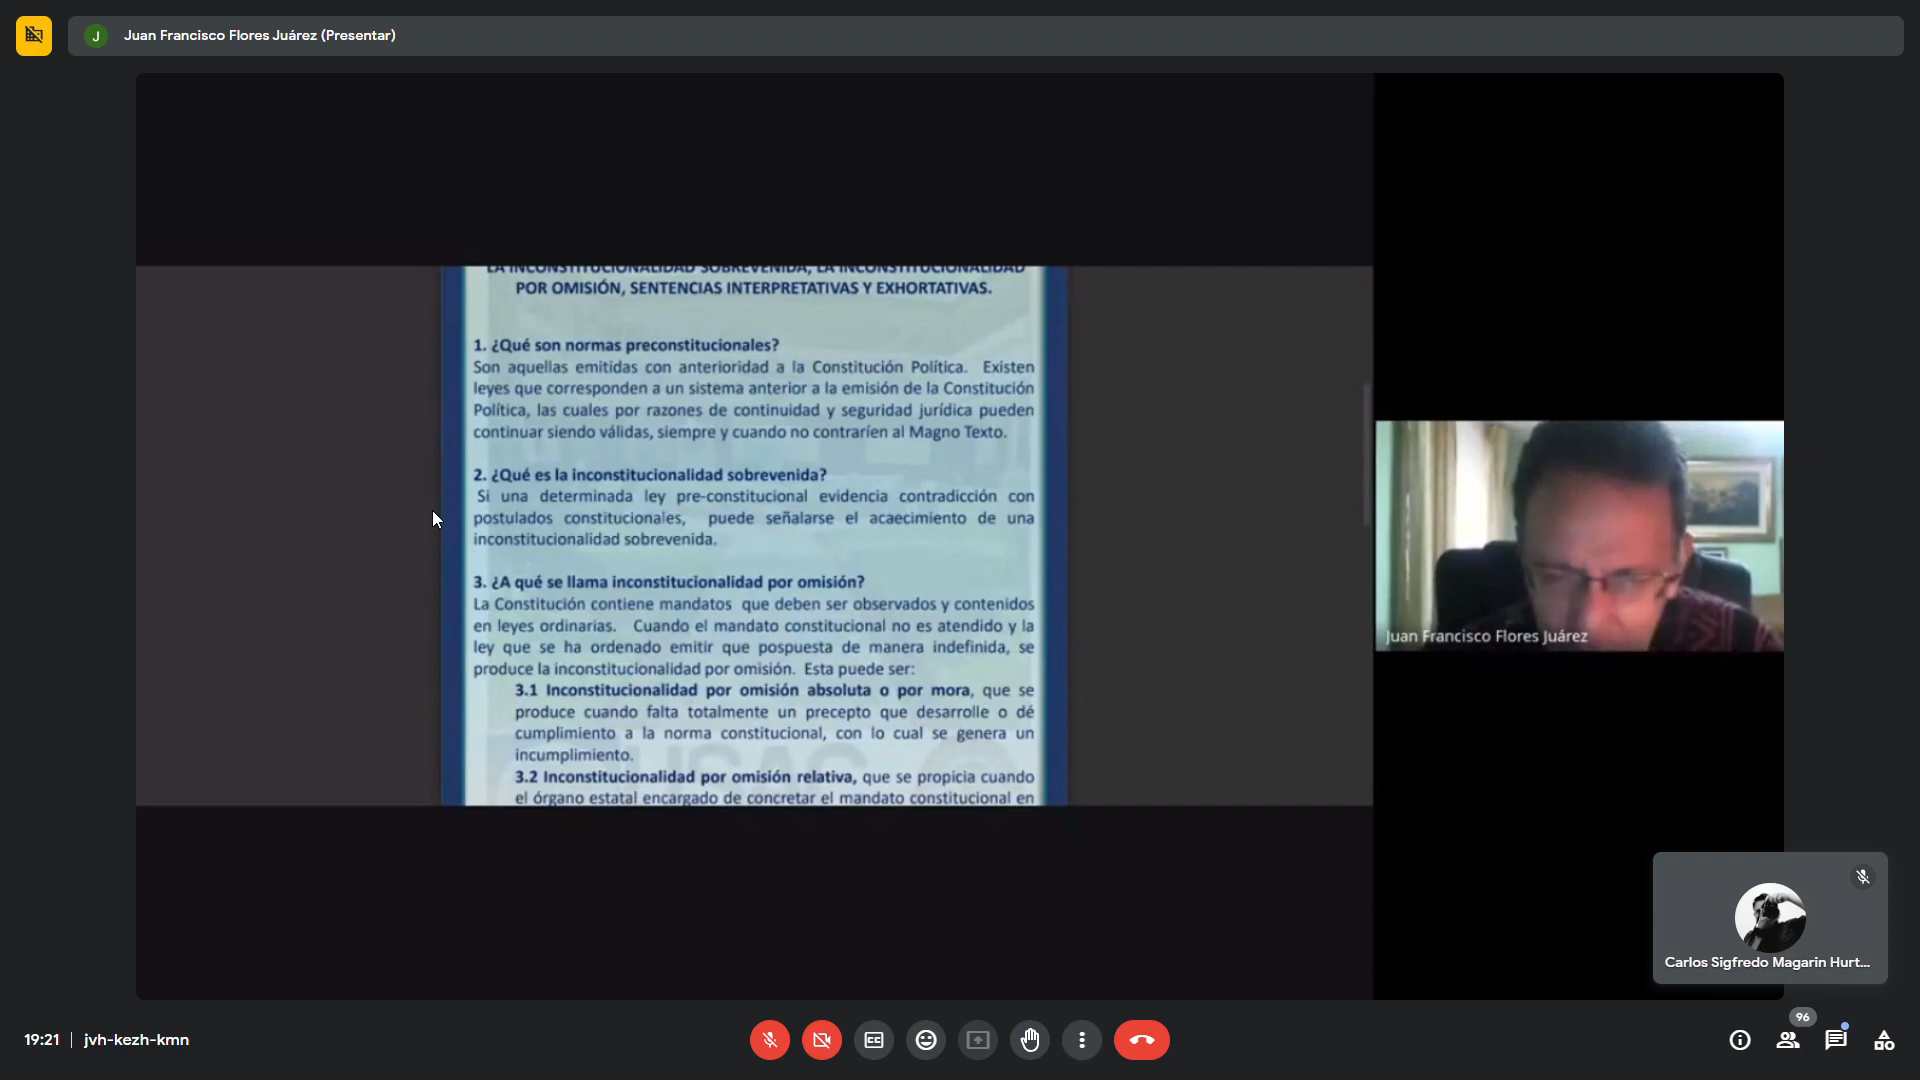 J Juan Francisco Flores Juárez (Presentar)
LA INCONSTITUCIONALIDAD SOBREVENIDA, LA INCONSTITUCIONALIDAD
POR OMISIÓN, SENTENCIAS INTERPRETATIVAS Y EXHORTATIVAS.
1. ¿Qué son normas preconstitucionales?
Son aquellas emitidas con anterioridad a la Constitución Política. Existen
leyes que corresponden a un sistema anterior a la emisión de la Constitución
Política, las cuales por razones de continuidad y seguridad jurídica pueden
continuar siendo válidas, siempre y cuando no contraríen al Magno Texto.
2. ¿Qué es la inconstitucionalidad sobrevenida?
Si una determinada ley pre-constitucional evidencia contradicción con
postulados constitucionales, puede señalarse el acaecimiento de una
inconstitucionalidad sobrevenida.
3. ¿A qué se llama inconstitucionalidad por omisión?
La Constitución contiene mandatos que deben ser observados y contenidos
en leyes ordinarias. Cuando el mandato constitucional no es atendido y la
ley que se ha ordenado emitir que pospuesta de manera indefinida, se
produce la inconstitucionalidad por omisión. Esta puede ser:
3.1 Inconstitucionalidad por omisión absoluta o por mora, que se
produce cuando falta totalmente un precepto que desarrolle o dé
cumplimiento a la norma constitucional, con lo cual se genera un
incumplimiento.
3.2 Inconstitucionalidad por omisión relativa, que se propicia cuando
el órgano estatal encargado de concretar el mandato constitucional en
USAC
Juan Francisco Flores Juárez
Carlos Sigfredo Magarin Hurt...
19:21 | jvh-kezh-kmn
96